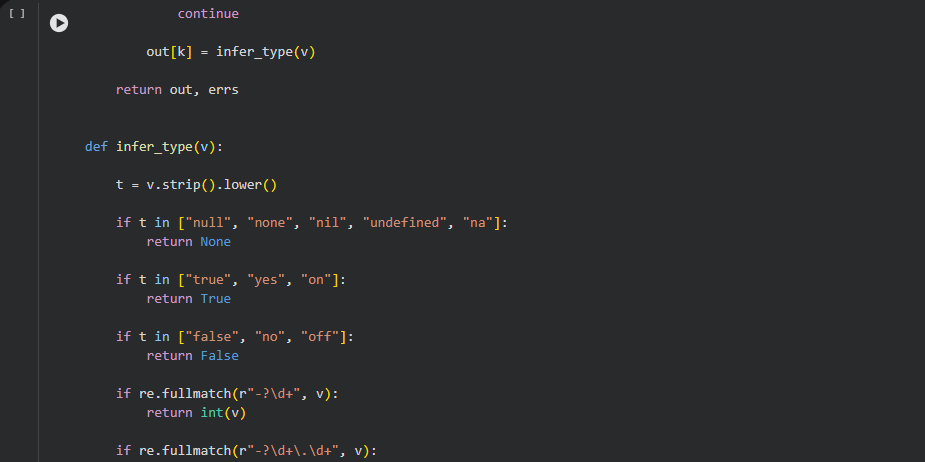 [ ]
continue
out[k] = infer_type(v)
return out, errs
def infer_type(v):
t = v.strip().lower()
if t in ["null", "none", "nil", "undefined", "na"]:
return None
if t in ["true", "yes", "on"]:
return True
if t in ["false", "no", "off"]:
return False
if re.fullmatch(r"-?\d+", v):
return int(v)
if re.fullmatch(r"-?\d+\.\d+", v):